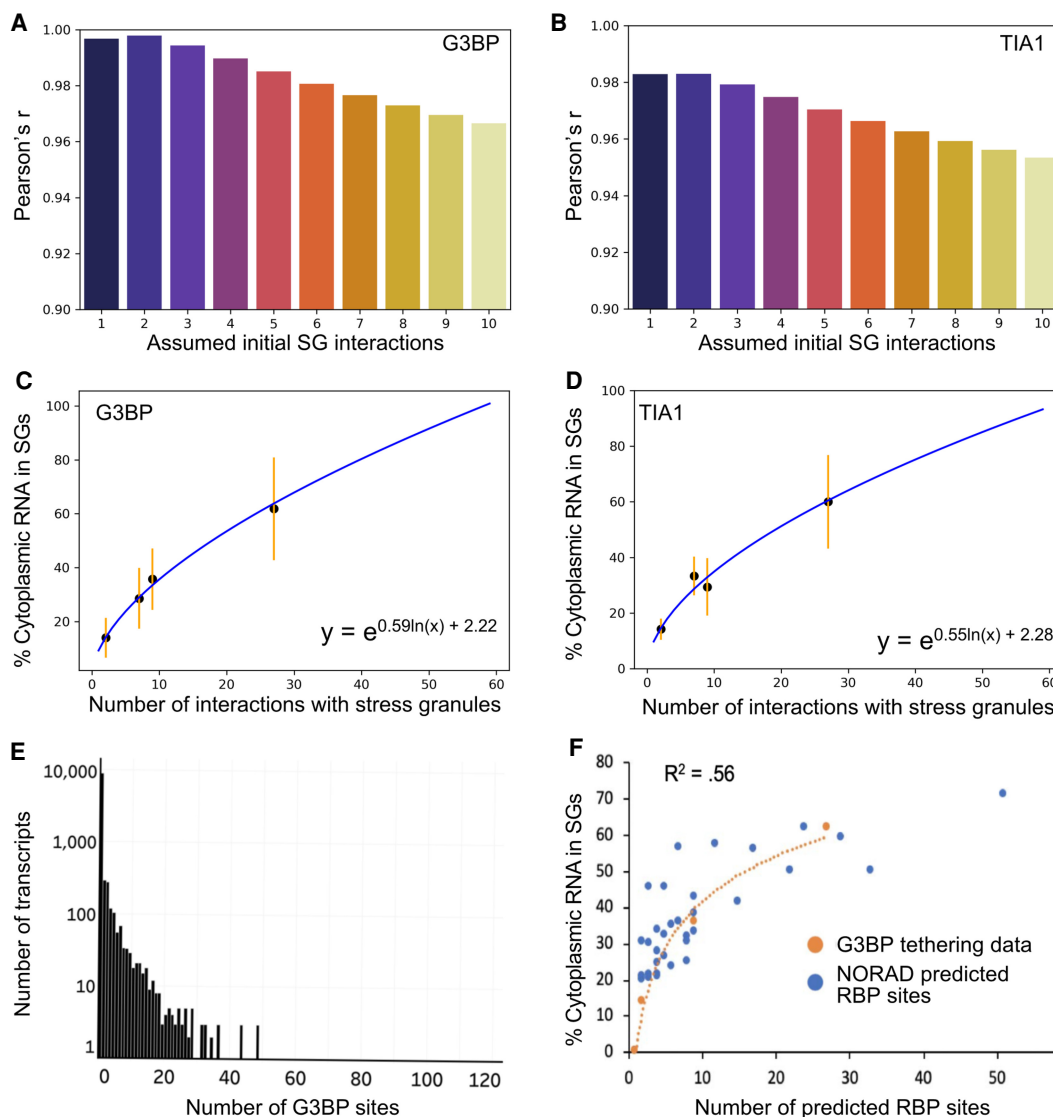 A
G3BP
1.00
0.98
0.96
0.94
0.92
0.90
Pearson's r
1 2 3 4 5 6 7 8 9 10
Assumed initial SG interactions
B
TIA1
1.00
0.98
0.96
0.94
0.92
0.90
Pearson's r
1 2 3 4 5 6 7 8 9 10
Assumed initial SG interactions
C
G3BP
100
80
60
40
20
% Cytoplasmic RNA in SGs
y = e^0.59ln(x) + 2.22
0 10 20 30 40 50 60
Number of interactions with stress granules
D
TIA1
100
80
60
40
20
0
% Cytoplasmic RNA in SGs
y = e^0.55ln(x) + 2.28
0 10 20 30 40 50 60
Number of interactions with stress granules
E
10,000
1,000
100
10
1
Number of transcripts
0 20 40 60 80 100 120
Number of G3BP sites
F
80
70
60
50
40
30
20
10
0
% Cytoplasmic RNA in SGs
R² = .56
G3BP tethering data
NORAD predicted
RBP sites
0 10 20 30 40 50
Number of predicted RBP sites